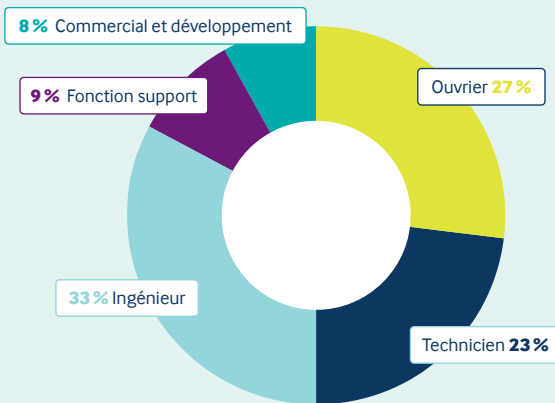 8 % Commercial et développement
Ouvrier 27 %
9 % Fonction support
33 % Ingénieur
Technicien 23 %